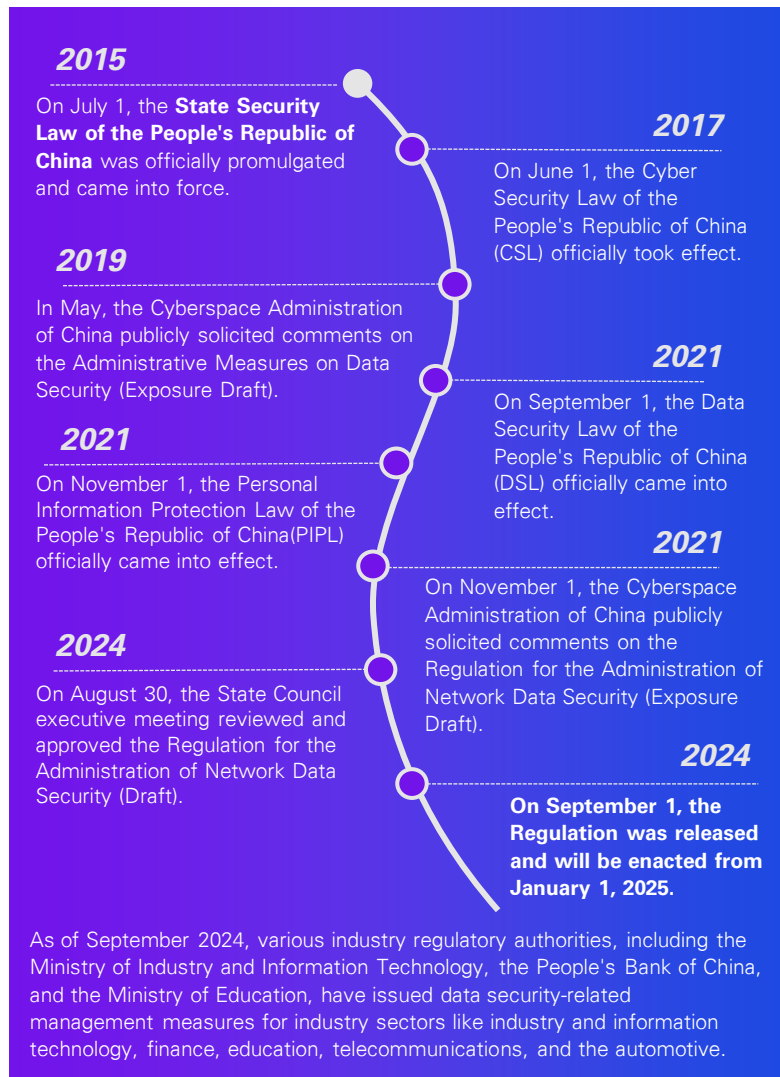 2015
On July 1, the State Security
Law of the People's Republic of
China was officially promulgated
and came into force.
2017
On June 1, the Cyber
Security Law of the
People's Republic of China
(CSL) officially took effect.
2019
In May, the Cyberspace Administration
of China publicly solicited comments on
the Administrative Measures on Data
Security (Exposure Draft).
2021
On September 1, the Data
Security Law of the
People's Republic of China
(DSL) officially came into
effect.
2021
On November 1, the Personal
Information Protection Law of the
People's Republic of China(PIPL)
officially came into effect.
2021
On November 1, the Cyberspace
Administration of China publicly
solicited comments on the
Regulation for the Administration of
Network Data Security (Exposure
Draft).
2024
On August 30, the State Council
executive meeting reviewed and
approved the Regulation for the
Administration of Network Data
Security (Draft).
2024
On September 1, the
Regulation was released
and will be enacted from
January 1, 2025.
As of September 2024, various industry regulatory authorities, including the
Ministry of Industry and Information Technology, the People's Bank of China,
and the Ministry of Education, have issued data security-related
management measures for industry sectors like industry and information
technology, finance, education, telecommunications, and the automotive.